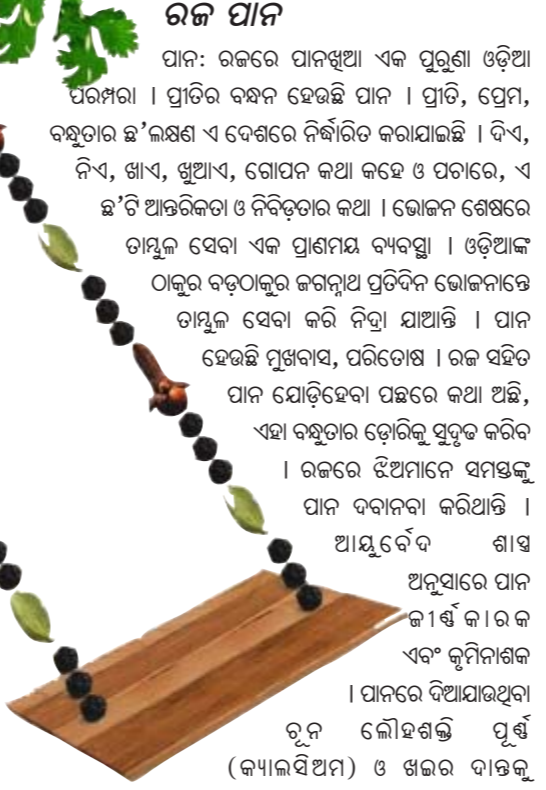 ରଜ ପାନ
ପାନ: ରଜରେ ପାନଖିଆ ଏକ ପୁରୁଣା ଓଡ଼ିଆ
ପରମ୍ପରା । ପ୍ରୀତିର ବନ୍ଧନ ହେଉଛି ପାନ । ପ୍ରୀତି, ପ୍ରେମ,
ବନ୍ଧୁତାର ଛ'ଲକ୍ଷଣ ଏ ଦେଶରେ ନିର୍ଦ୍ଧାରିତ କରାଯାଇଛି । ଦିଏ,
ନିଏ, ଖାଏ, ଖୁଆଏ, ଗୋପନ କଥା କହେ ଓ ପଚାରେ, ଏ
ଛ'ଟି ଆନ୍ତରିକତା ଓ ନିବିଡ଼ତାର କଥା । ଭୋଜନ ଶେଷରେ
ତାମ୍ବୁଳ ସେବା ଏକ ପ୍ରାଣମୟ ବ୍ୟବସ୍ଥା । ଓଡ଼ିଆଙ୍କ
ଠାକୁର ବଡ଼ଠାକୁର ଜଗନ୍ନାଥ ପ୍ରତିଦିନ ଭୋଜନାନ୍ତେ
ତାମ୍ବୁଳ ସେବା କରି ନିଦ୍ରା ଯାଆନ୍ତି । ପାନ
ହେଉଛି ମୁଖବାସ, ପରିତୋଷ । ରଜ ସହିତ
ପାନ ଯୋଡ଼ିହେବା ପଛରେ କଥା ଅଛି,
ଏହା ବନ୍ଧୁତାର ଡ଼ୋରିକୁ ସୁଦୃଢ କରିବ
। ରଜରେ ଝିଅମାନେ ସମସ୍ତଙ୍କୁ
ପାନ ଦବାନବା କରିଥାନ୍ତି ।
ଆୟୁର୍ବେଦ ଶାସ୍ତ୍ର
ଅନୁସାରେ ପାନ
ଜୀର୍ଣ୍ଣକାରକ
ଏବଂ କୃମିନାଶକ
। ପାନରେ ଦିଆଯାଉଥିବା
ଚୂନ ଲୌହଶକ୍ତି ପୂର୍ଣ୍ଣ
(କ୍ୟାଲସିଅମ) ଓ ଖଇର ଦାନ୍ତକୁ